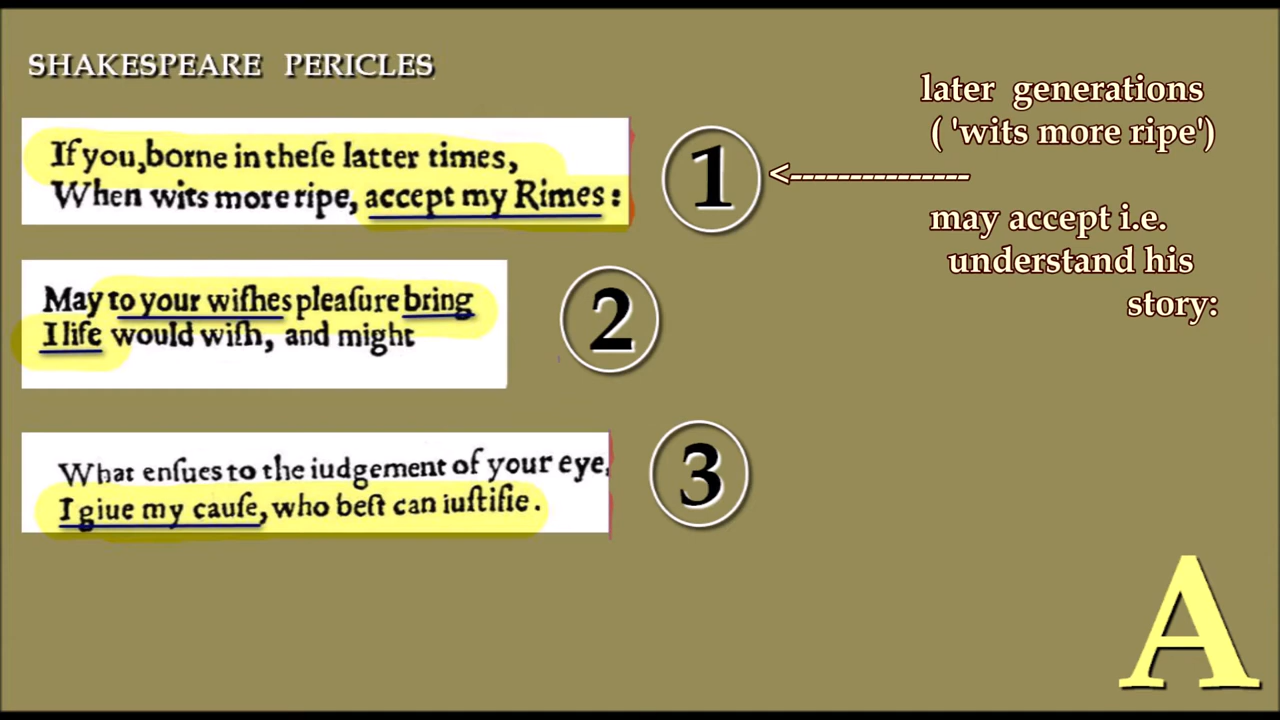 SHAKESPEARE PERICLES
If you,borne in theſe latter times,
When wits more ripe, accept my Rimes:
1
<---------------
later generations
( 'wits more ripe')
may accept i.e.
understand his
story:
May to your wiſhes pleaſure bring
I life would wiſh, and might
2
What enſues to the iudgement of your eye,
I giue my cauſe, who beſt can iuſtifie.
3
A